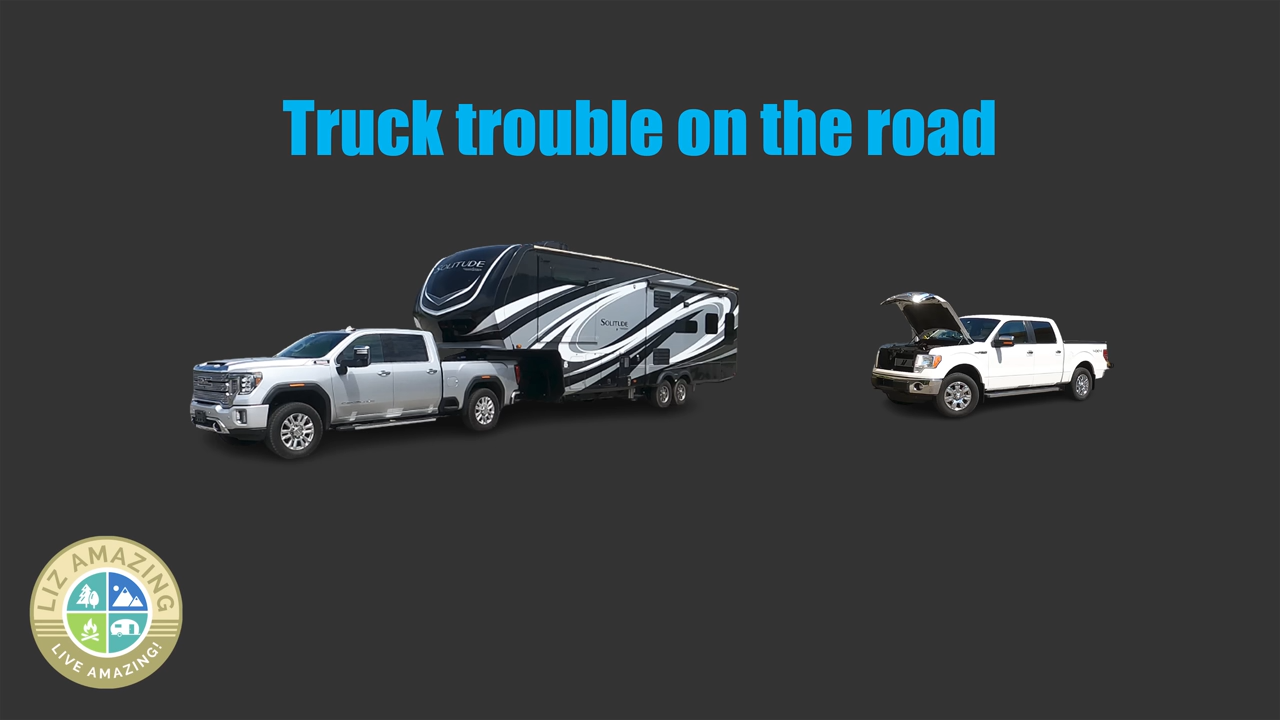 Truck trouble on the road
SOLITUDE
SOLITUDE
LIZ AMAZING
LIVE AMAZING!